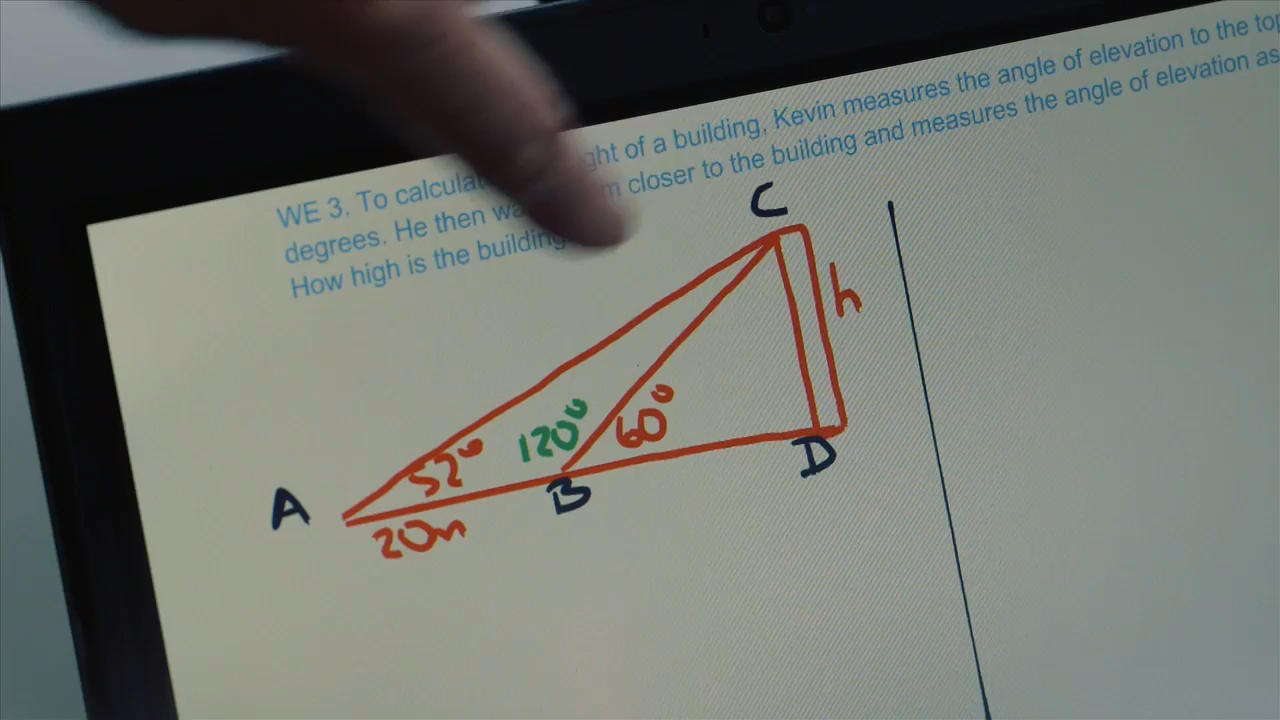 WE 3. To calculat ght of a building, Kevin measures the angle of elevation to the top
degrees. He then wa m closer to the building and measures the angle of elevation as
How high is the building
C
h
120°
60°
52°
A
B
D
20m